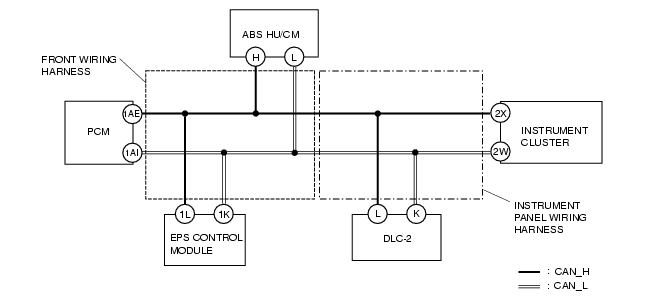 ABS HU/CM
H
L
FRONT WIRING
HARNESS
1AE
PCM
1AI
2X
INSTRUMENT
CLUSTER
2W
1L
1K
EPS CONTROL
MODULE
L
K
DLC-2
INSTRUMENT
PANEL WIRING
HARNESS
: CAN_H
: CAN_L